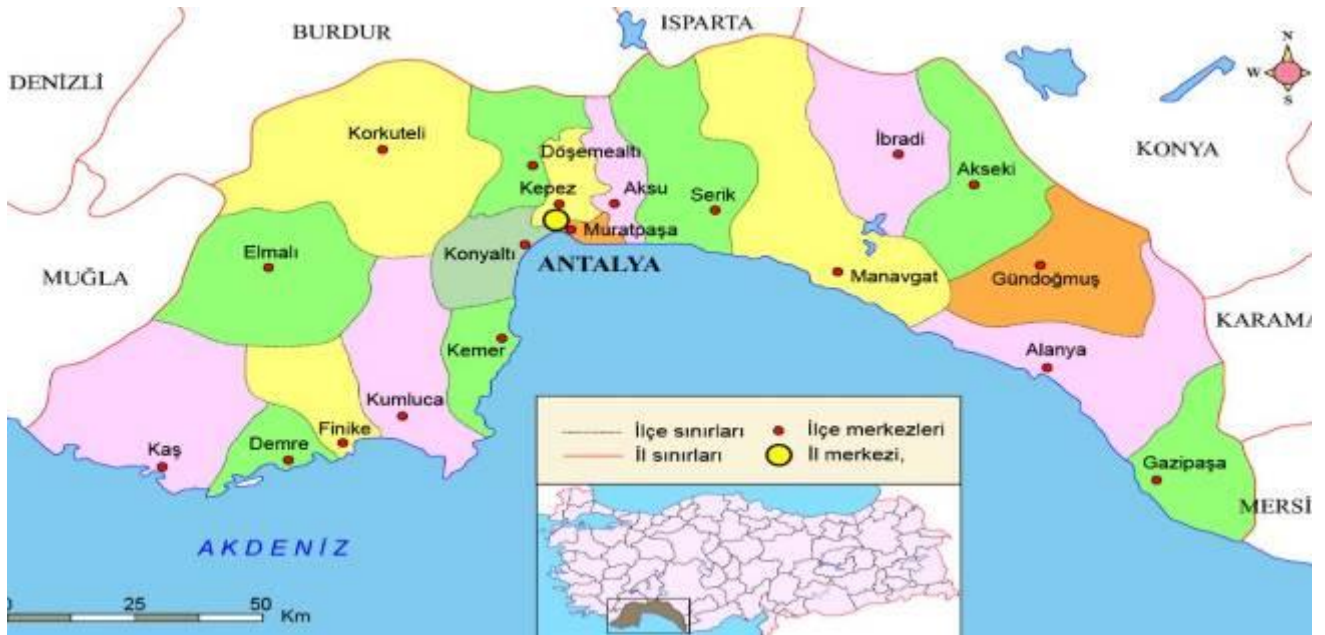 BURDUR
ISPARTA
N
W
S
DENİZLİ
KONYA
Korkuteli
Döşemealtı
İbradi
Akseki
Kepez
Aksu
Serik
Muratpaşa
Elmalı
Konyaltı
ANTALYA
Manavgat
Gündoğmuş
MUĞLA
KARAMA
Kemer
Alanya
Kumluca
Finike
Kaş
Demre
Gazipaşa
MERSİ
İlçe sınırları
İlçe merkezleri
İl sınırları
İl merkezi,
AKDENİZ
0 25 50
Km